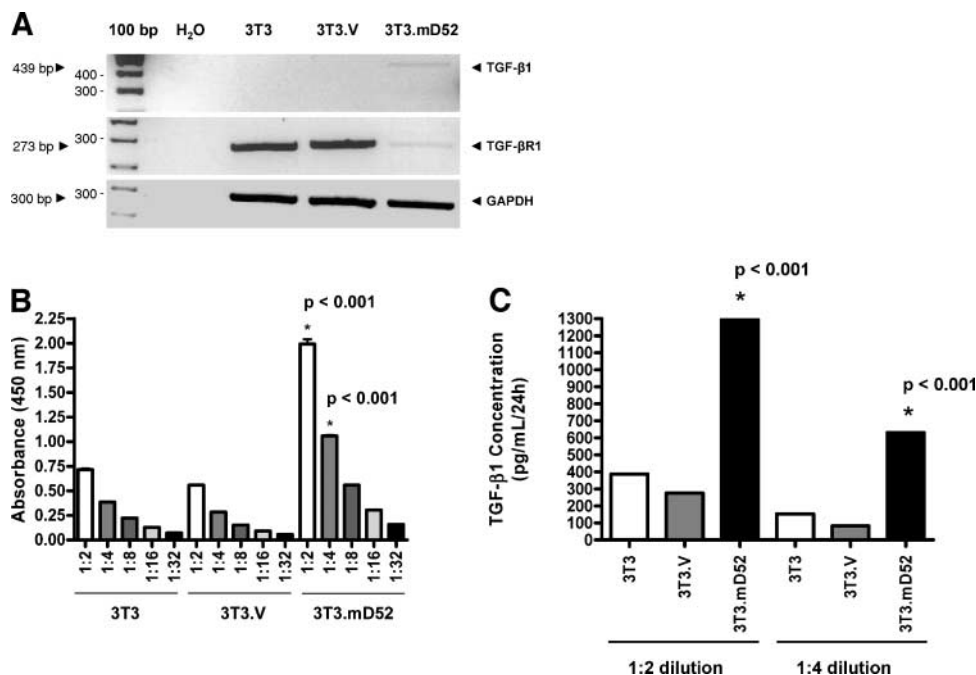 A
100 bp H₂O 3T3 3T3.V 3T3.mD52
439 bp ► 400 - ◄ TGF-β1
300 -
273 bp ► 300 - ◄ TGF-βR1
300 bp ► 300 - ◄ GAPDH
B
p < 0.001
*
p < 0.001
*
Absorbance (450 nm)
2.25
2.00
1.75
1.50
1.25
1.00
0.75
0.50
0.25
0.00
1:2 1:4 1:8 1:16 1:32 1:2 1:4 1:8 1:16 1:32 1:2 1:4 1:8 1:16 1:32
3T3 3T3.V 3T3.mD52
C
p < 0.001
*
p < 0.001
*
TGF-β1 Concentration
(pg/mL/24h)
1300
1200
1100
1000
900
800
700
600
500
400
300
200
100
0
3T3 3T3.V 3T3.mD52 3T3 3T3.V 3T3.mD52
1:2 dilution 1:4 dilution